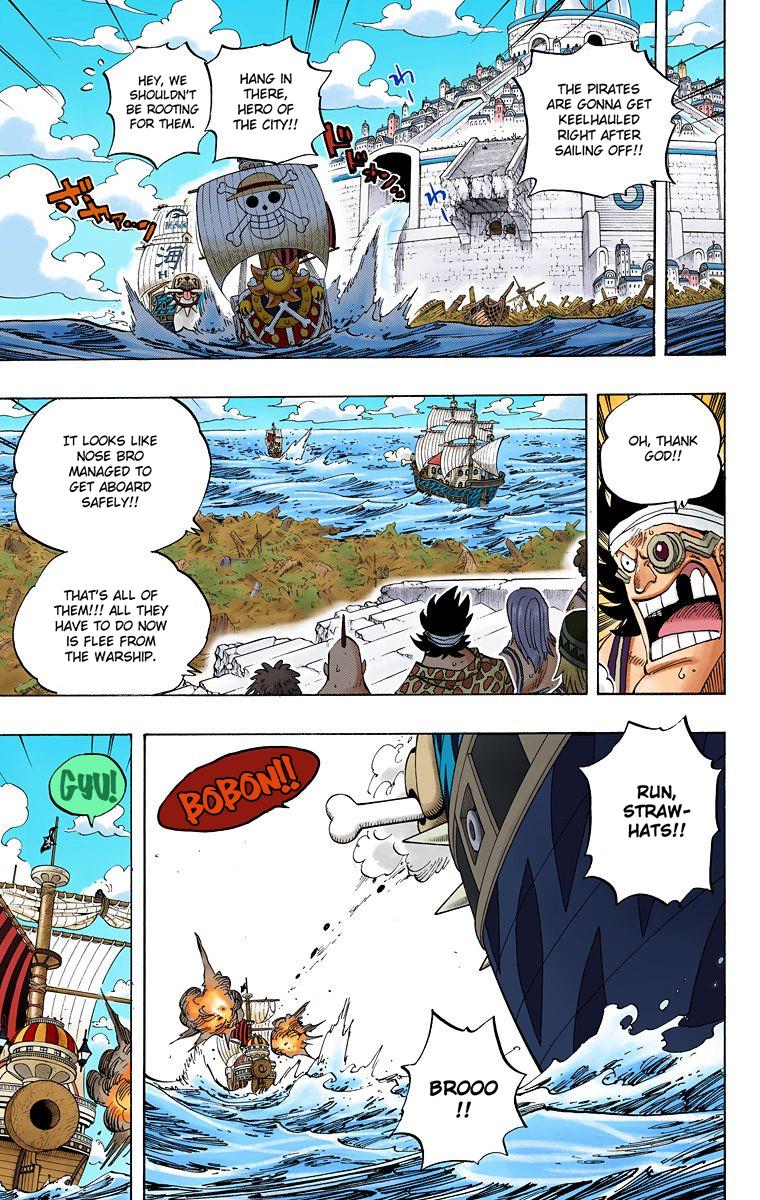 THE PIRATES
ARE GONNA GET
KEELHAULED
RIGHT AFTER
SAILING OFF!!
HANG IN
THERE,
HERO OF
THE CITY!!
HEY, WE
SHOULDN'T
BE ROOTING
FOR THEM.
海
OH, THANK
GOD!!
IT LOOKS LIKE
NOSE BRO
MANAGED TO
GET ABOARD
SAFELY!!
THAT'S ALL OF
THEM!!! ALL THEY
HAVE TO DO NOW
IS FLEE FROM
THE WARSHIP.
RUN,
STRAW-
HATS!!
BOBON!!
BROOO
!!
GYU!